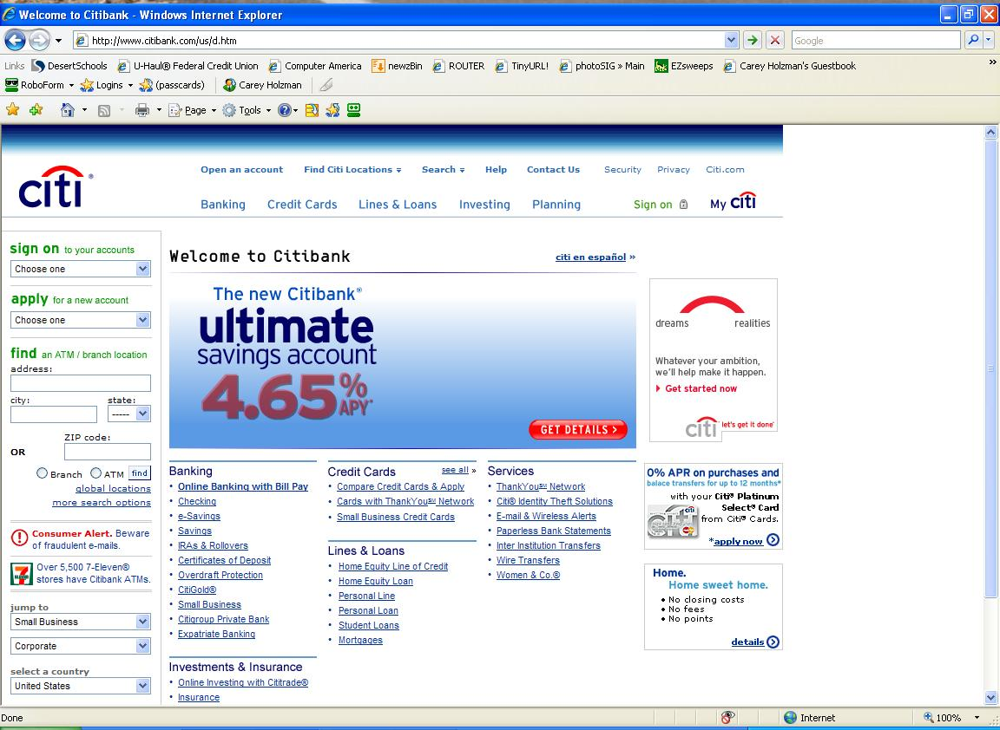 Welcome to Citibank - Windows Internet Explorer
http://www.citibank.com/us/d.htm
Google
Links DesertSchools U-Haul® Federal Credit Union Computer America newzBin ROUTER TinyURL! photoSIG » Main EZsweeps Carey Holzman's Guestbook »
RoboForm Logins (passcards) Carey Holzman
Page Tools
Open an account Find Citi Locations Search Help Contact Us Security Privacy Citi.com
citi®
Banking Credit Cards Lines & Loans Investing Planning Sign on My citi
sign on to your accounts
Choose one
apply for a new account
Choose one
find an ATM / branch location
address:
city: state:
-----
ZIP code:
OR
Branch ATM find
global locations
more search options
Consumer Alert. Beware
of fraudulent e-mails.
7 ELEVEn
Over 5,500 7-Eleven®
stores have Citibank ATMs.
jump to
Small Business
Corporate
select a country
United States
Welcome to Citibank
citi en español »
The new Citibank®
ultimate
savings account
4.65% APY*
GET DETAILS >
Banking
• Online Banking with Bill Pay
• Checking
• e-Savings
• Savings
• IRAs & Rollovers
• Certificates of Deposit
• Overdraft Protection
• CitiGold®
• Small Business
• Citigroup Private Bank
• Expatriate Banking
Investments & Insurance
• Online Investing with Cititrade®
• Insurance
Credit Cards see all »
• Compare Credit Cards & Apply
• Cards with ThankYou℠ Network
• Small Business Credit Cards
Lines & Loans
• Home Equity Line of Credit
• Home Equity Loan
• Personal Line
• Personal Loan
• Student Loans
• Mortgages
Services
• ThankYou℠ Network
• Citi® Identity Theft Solutions
• E-mail & Wireless Alerts
• Paperless Bank Statements
• Inter Institution Transfers
• Wire Transfers
• Women & Co.®
dreams realities
Whatever your ambition,
we'll help make it happen.
Get started now
citi let's get it done®
0% APR on purchases and
balace transfers for up to 12 months*
with your Citi® Platinum
Select® Card
from Citi® Cards.
*apply now
Home.
Home sweet home.
• No closing costs
• No fees
• No points
details
Done
Internet
100%